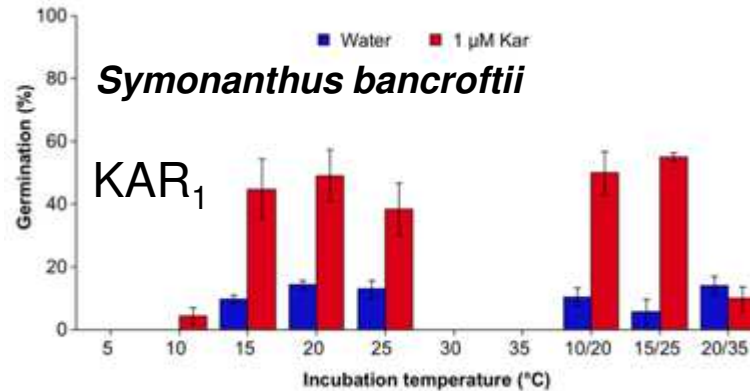 100
Water 1 µM Kar
80
Symonanthus bancroftii
60
KAR₁
40
20
0
Germination (%)
5 10 15 20 25 30 35 10/20 15/25 20/35
Incubation temperature (°C)